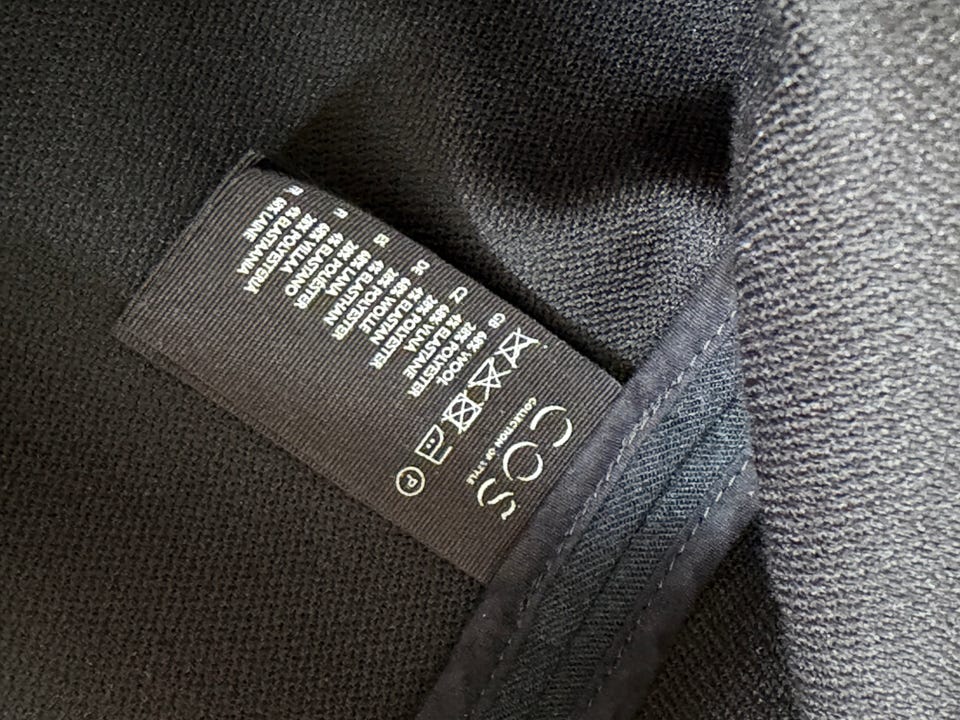 COS
COLLECTION OF STYLE
P
GB
68% WOOL
28% POLYESTER
4% ELASTANE
CZ
68% VLNA
28% POLYESTER
4% ELASTAN
DE
68% WOLLE
28% POLYESTER
4% ELASTHAN
ES
68% LANA
28% POLIÉSTER
4% ELASTANO
FI
68% VILLAA
28% POLYESTERIA
4% ELASTAANIA
FR
68% LAINE